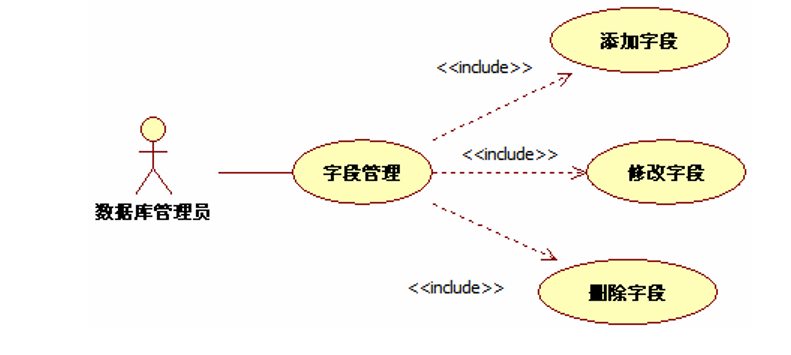 添加字段
<<include>>
<<include>>
字段管理
修改字段
数据库管理员
<<include>>
删除字段